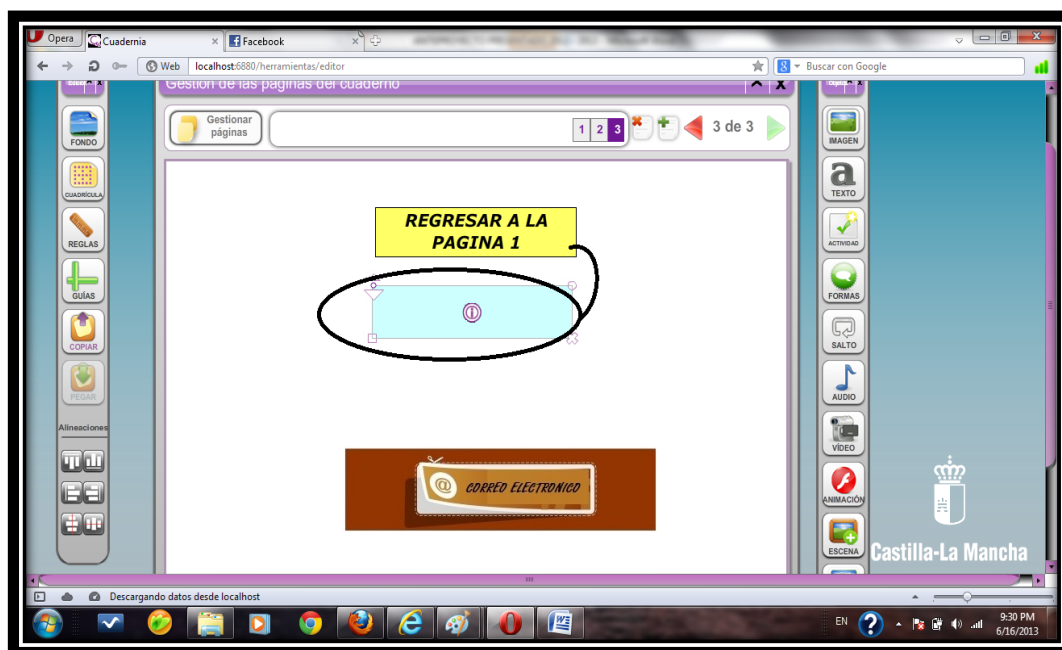 Opera
Cuadernia
Facebook
Web localhost:6880/herramientas/editor
Buscar con Google
Gestion de las paginas del cuaderno
Gestionar
páginas
1 2 3
3 de 3
FONDO
CUADRÍCULA
REGLAS
GUÍAS
COPIAR
PEGAR
Alineaciones
REGRESAR A LA
PAGINA 1
@ CORREO ELECTRONICO
IMAGEN
a
TEXTO
ACTIVIDAD
FORMAS
SALTO
AUDIO
VÍDEO
ANIMACIÓN
ESCENA
Castilla-La Mancha
Descargando datos desde localhost
EN
9:30 PM
6/16/2013